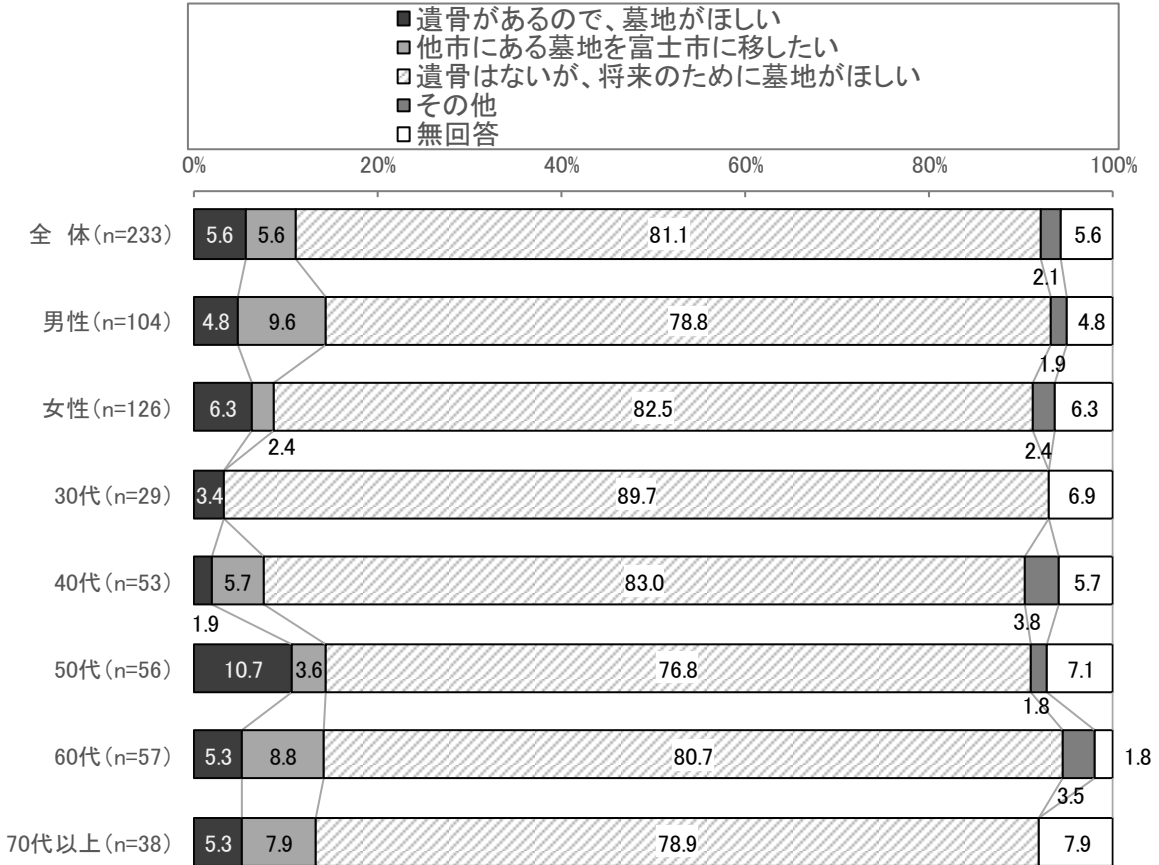 遺骨があるので、墓地がほしい
他市にある墓地を富士市に移したい
遺骨はないが、将来のために墓地がほしい
その他
無回答
0% 20% 40% 60% 80% 100%
全 体(n=233) 5.6 5.6 81.1 5.6
2.1
男性(n=104) 4.8 9.6 78.8 4.8
1.9
女性(n=126) 6.3 82.5 6.3
2.4 2.4
30代(n=29) 3.4 89.7 6.9
40代(n=53) 5.7 83.0 5.7
1.9 3.8
50代(n=56) 10.7 3.6 76.8 7.1
1.8
60代(n=57) 5.3 8.8 80.7 1.8
3.5
70代以上(n=38) 5.3 7.9 78.9 7.9